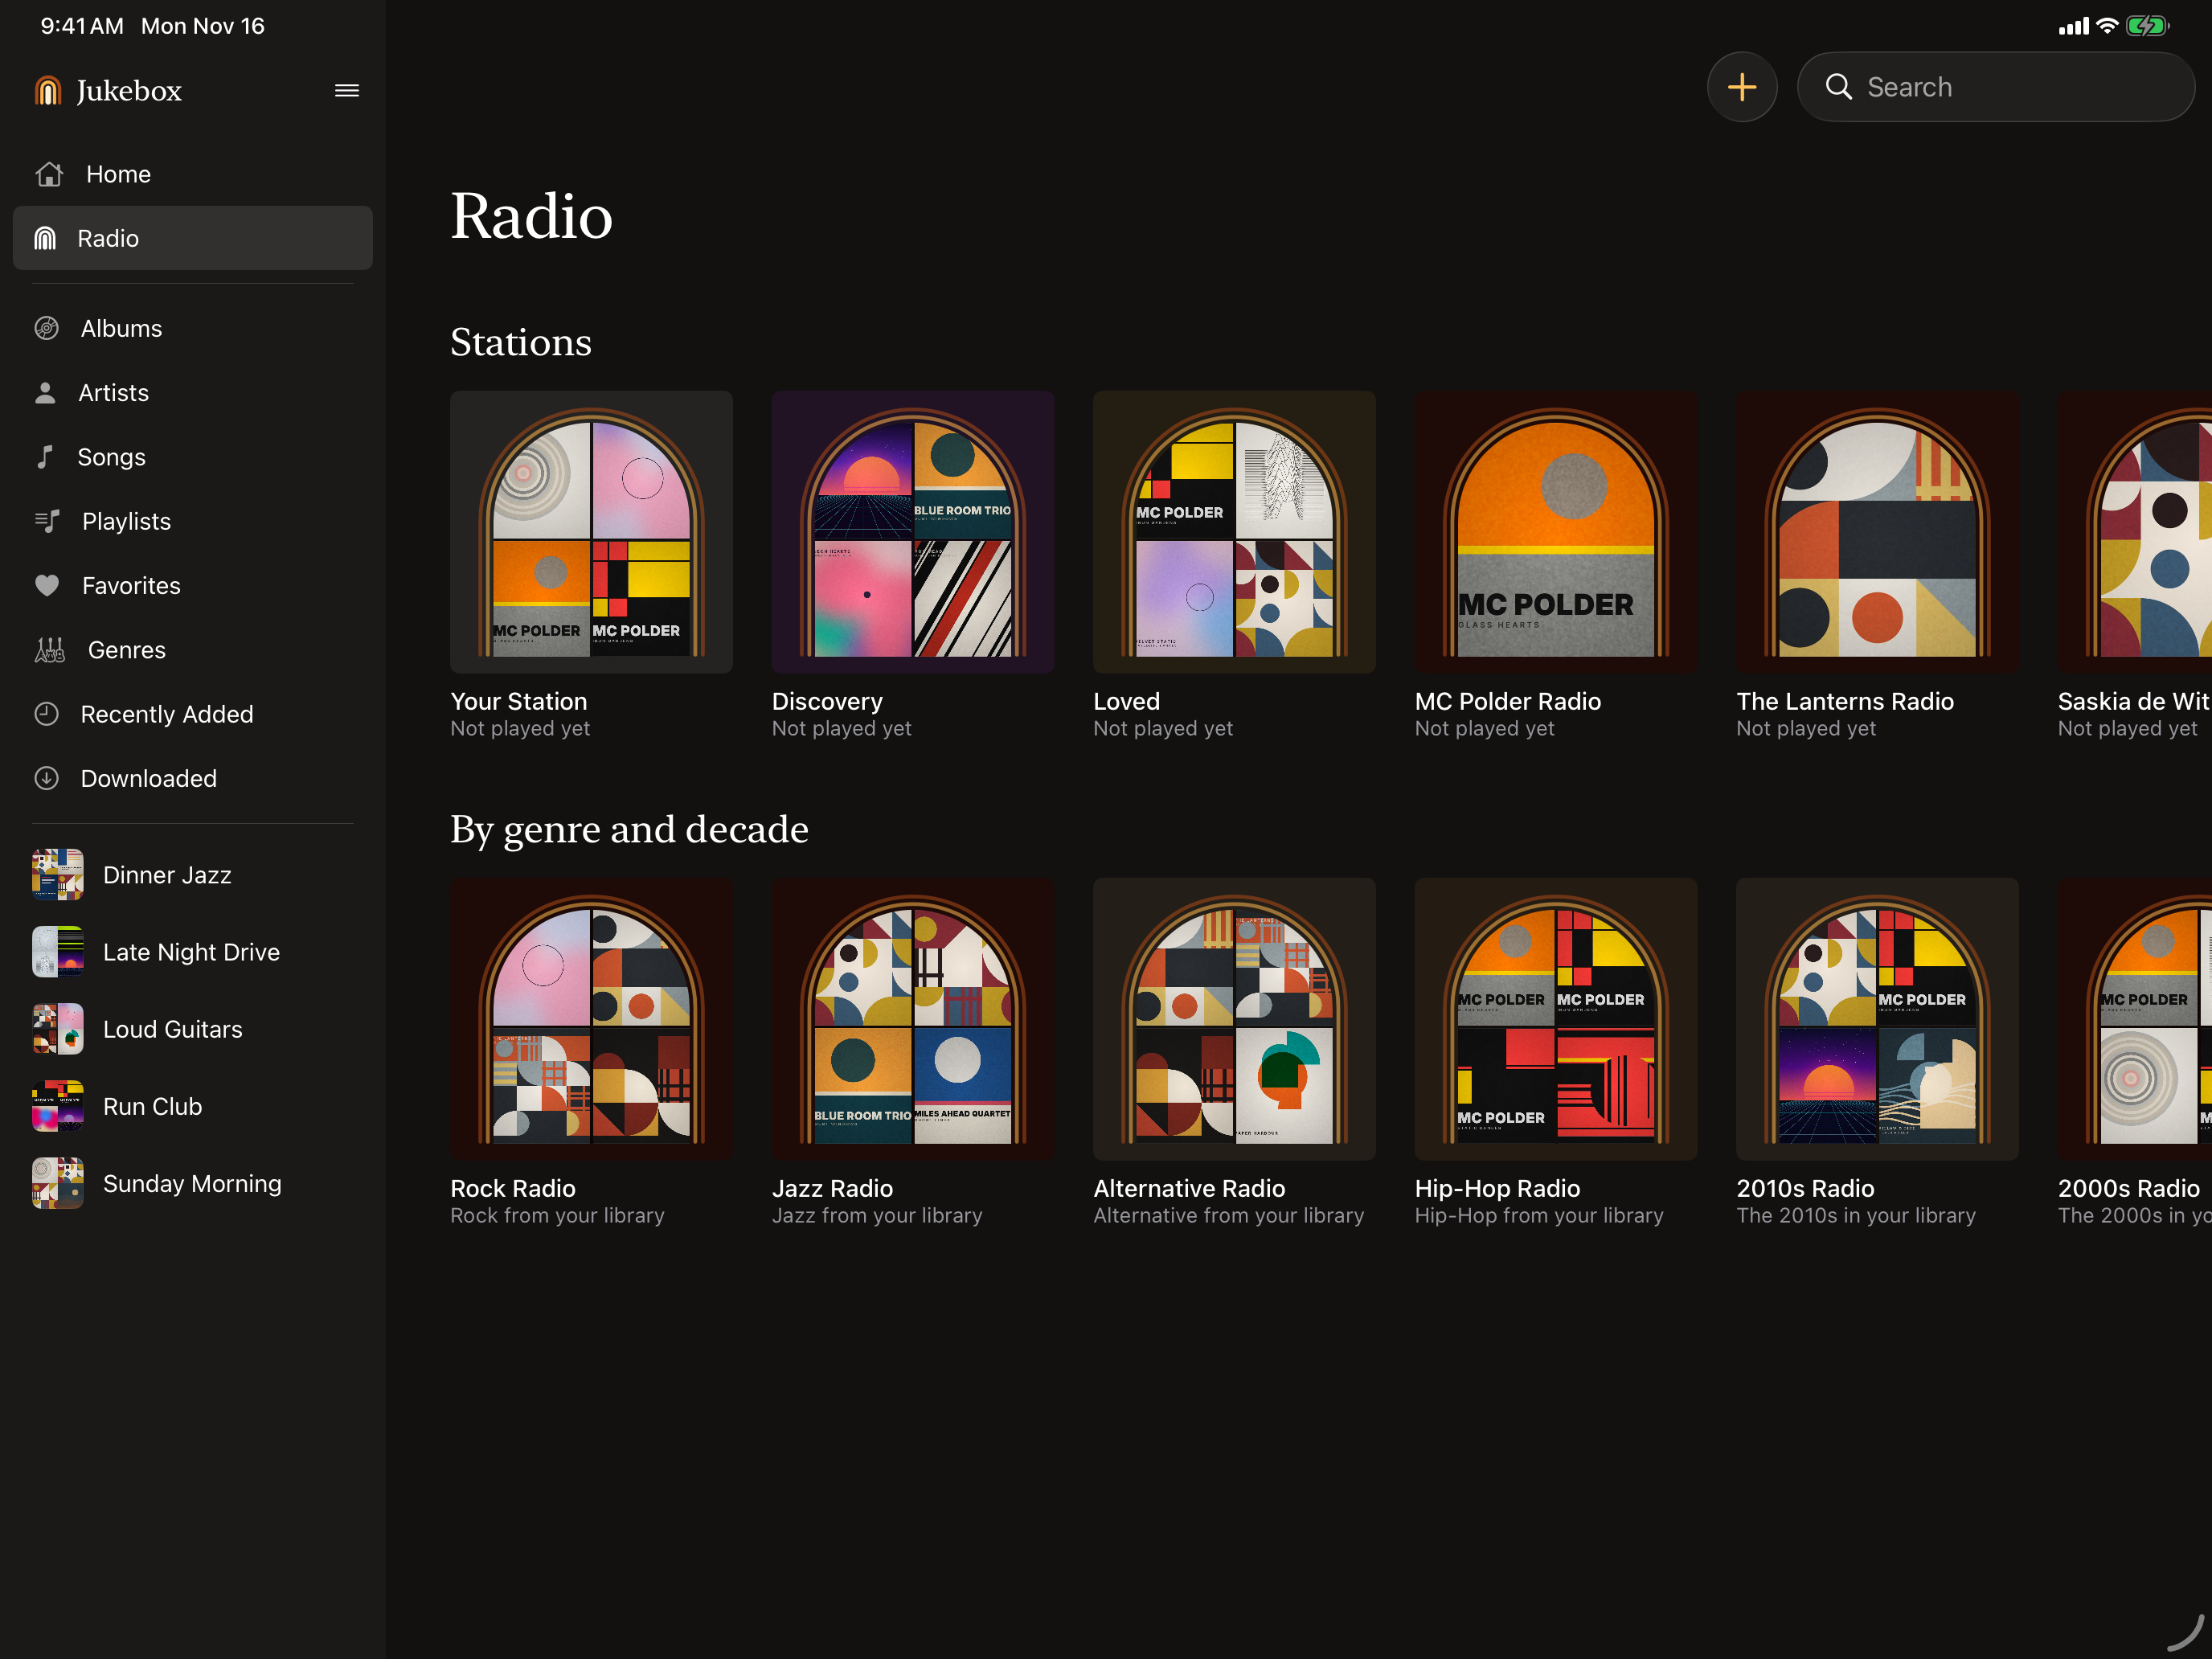 9:41 AM Mon Nov 16
Jukebox
Search
Home
Radio
Albums
Artists
Songs
Playlists
Favorites
Genres
Recently Added
Downloaded
Dinner Jazz
Late Night Drive
Loud Guitars
Run Club
Sunday Morning
Radio
Stations
MC POLDER
MC POLDER
BLUE ROOM TRIO
MC POLDER
MC POLDER
GLASS HEARTS
Your Station
Not played yet
Discovery
Not played yet
Loved
Not played yet
MC Polder Radio
Not played yet
The Lanterns Radio
Not played yet
Saskia de Wit
Not played yet
By genre and decade
BLUE ROOM TRIO
MILES AHEAD QUARTET
PAPER HARBOUR
MC POLDER
MC POLDER
MC POLDER
MC POLDER
MC POLDER
Rock Radio
Rock from your library
Jazz Radio
Jazz from your library
Alternative Radio
Alternative from your library
Hip-Hop Radio
Hip-Hop from your library
2010s Radio
The 2010s in your library
2000s Radio
The 2000s in yo